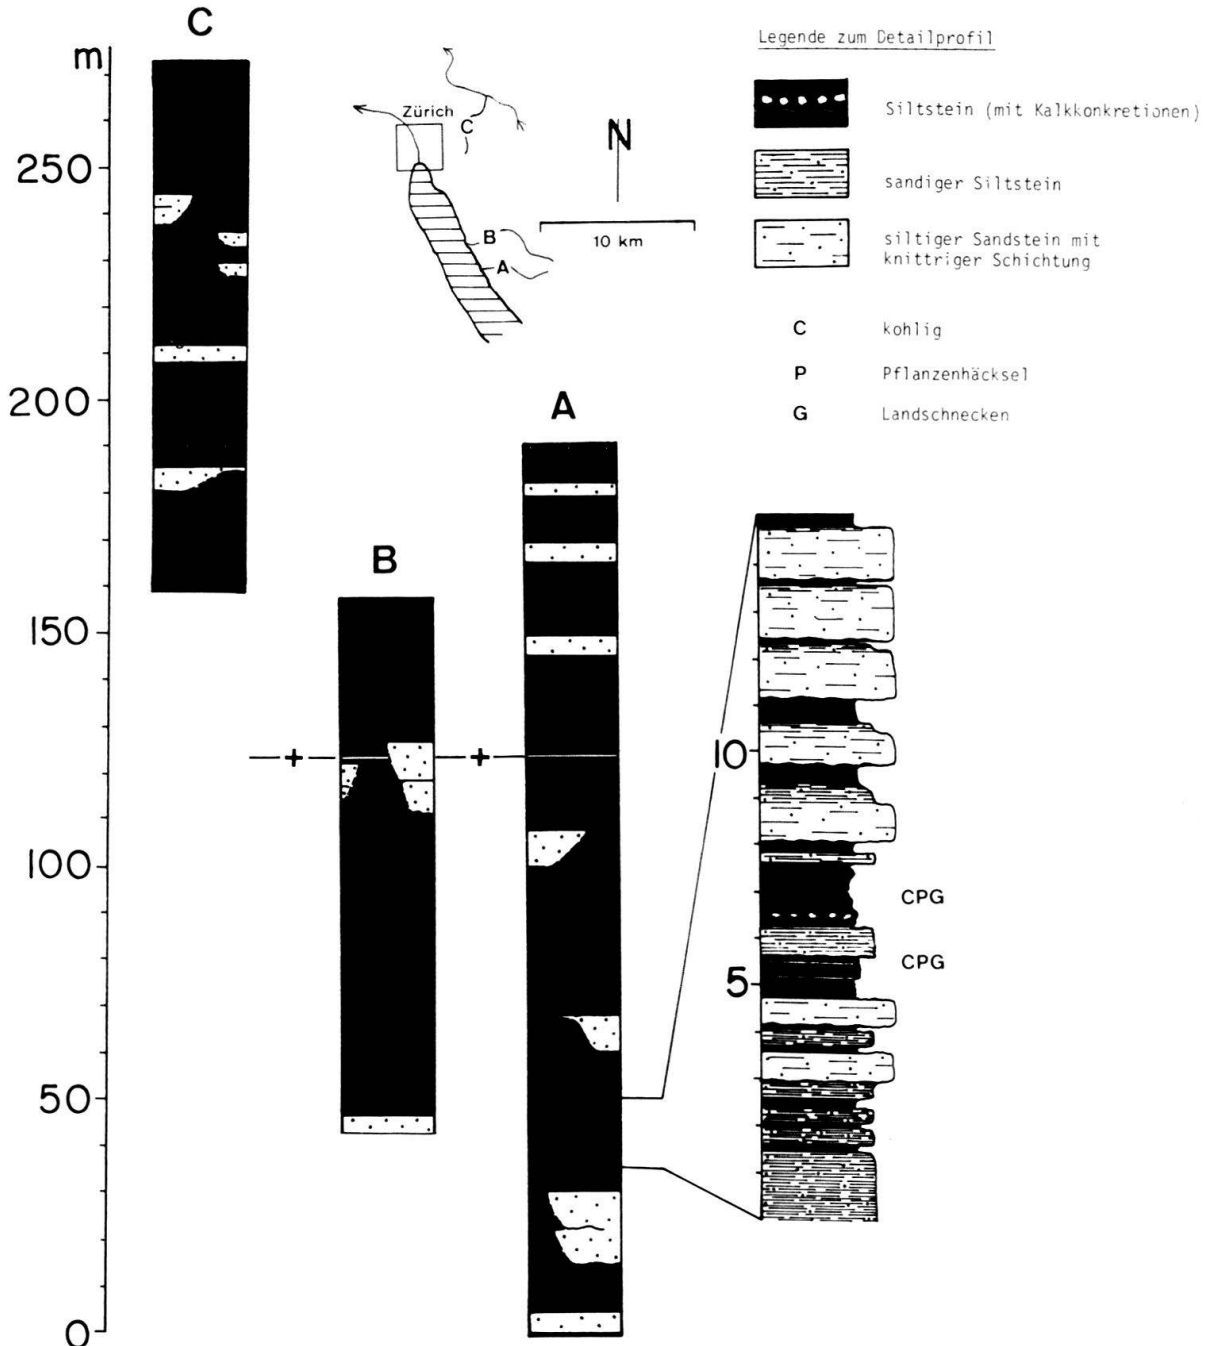 C
m
250
200
150
100
50
0
Zürich
C
B
A
N
10 km
Legende zum Detailprofil
Siltstein (mit Kalkkonkretionen)
sandiger Siltstein
siltiger Sandstein mit
knittriger Schichtung
C kohlig
P Pflanzenhäcksel
G Landschnecken
B
A
10
5
CPG
CPG